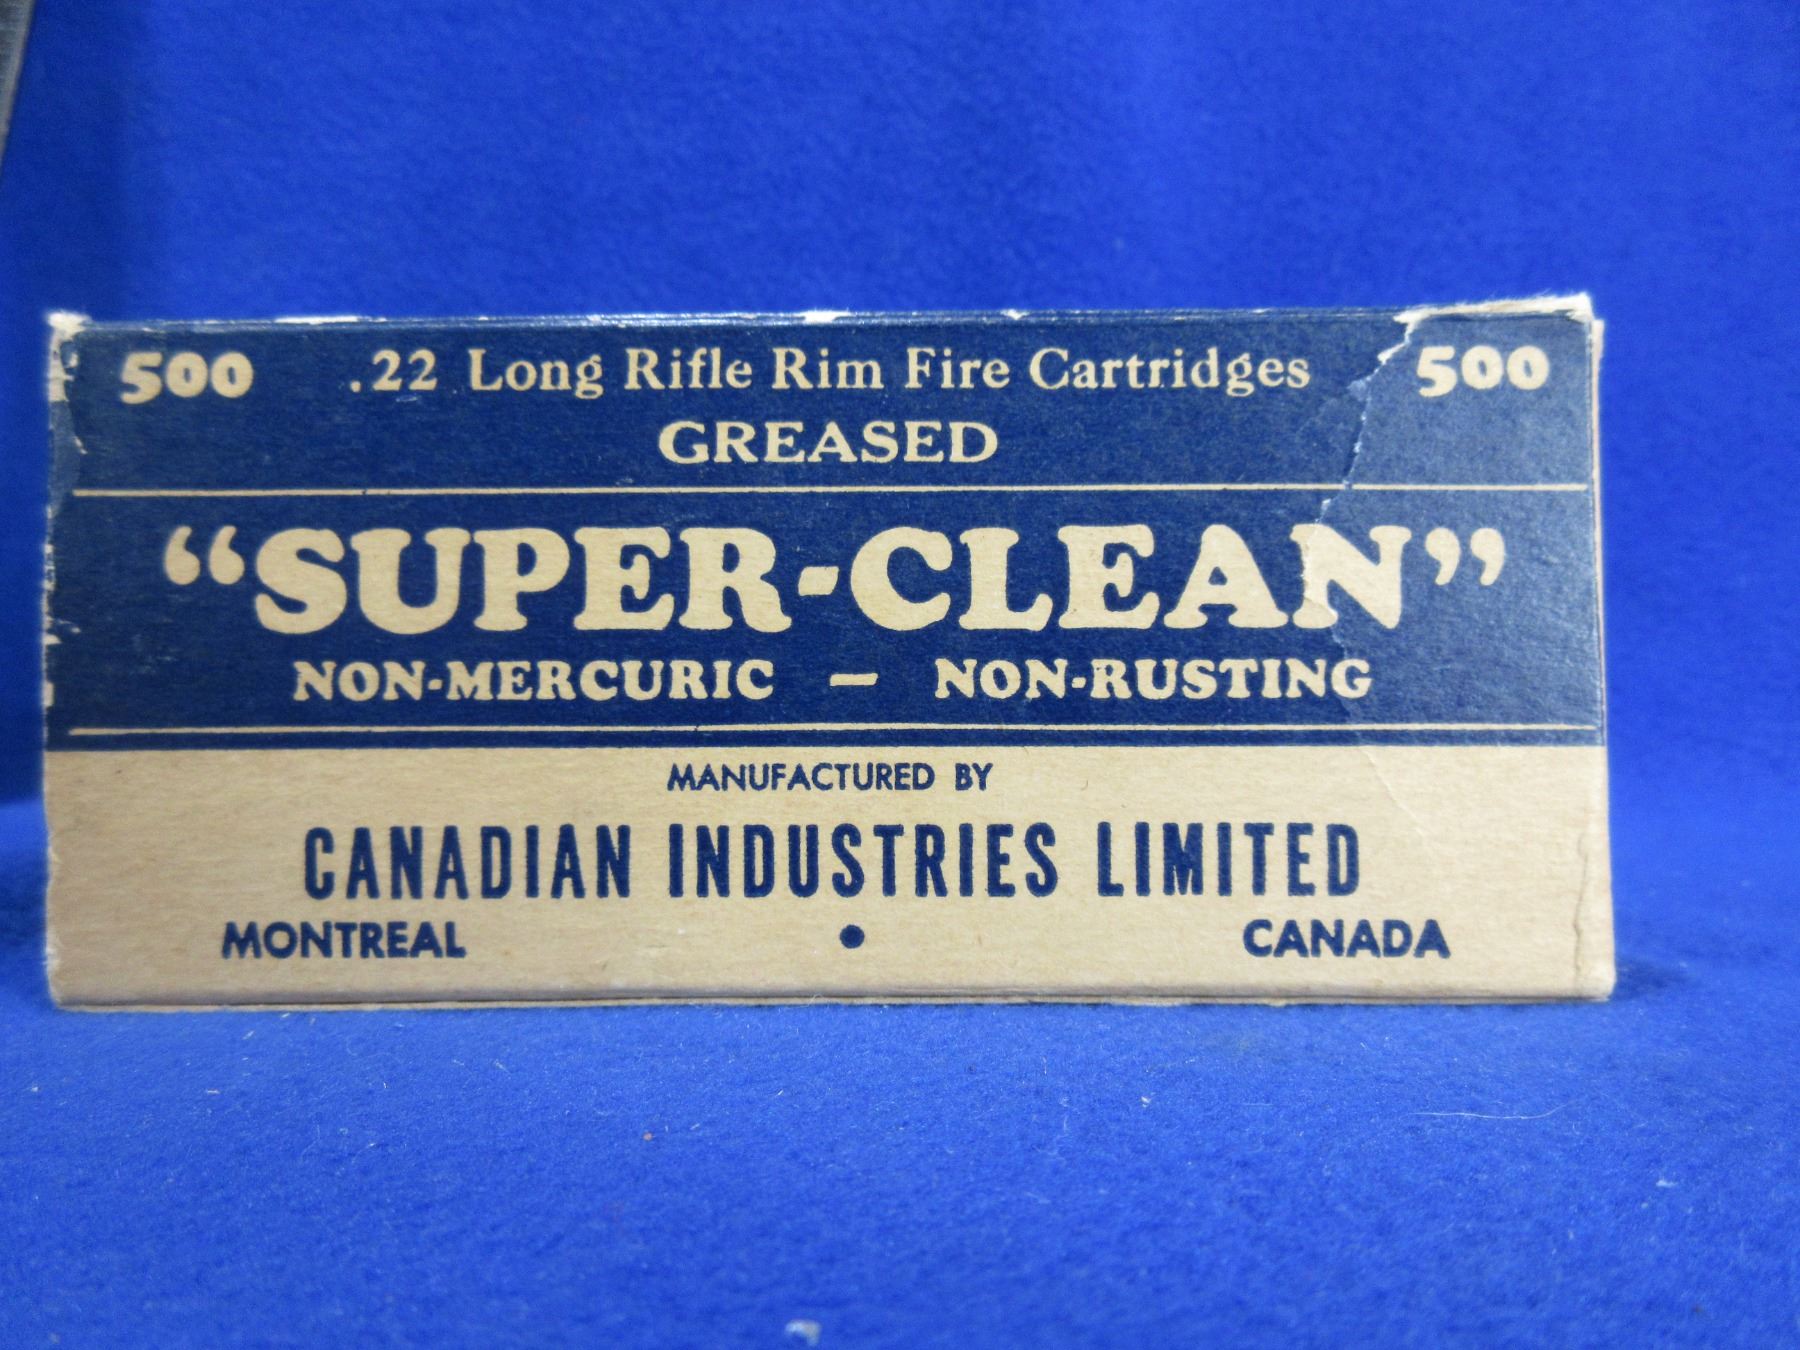 500 .22 Long Rifle Rim Fire Cartridges 500
GREASED
“SUPER-CLEAN”
NON-MERCURIC — NON-RUSTING
MANUFACTURED BY
CANADIAN INDUSTRIES LIMITED
MONTREAL • CANADA